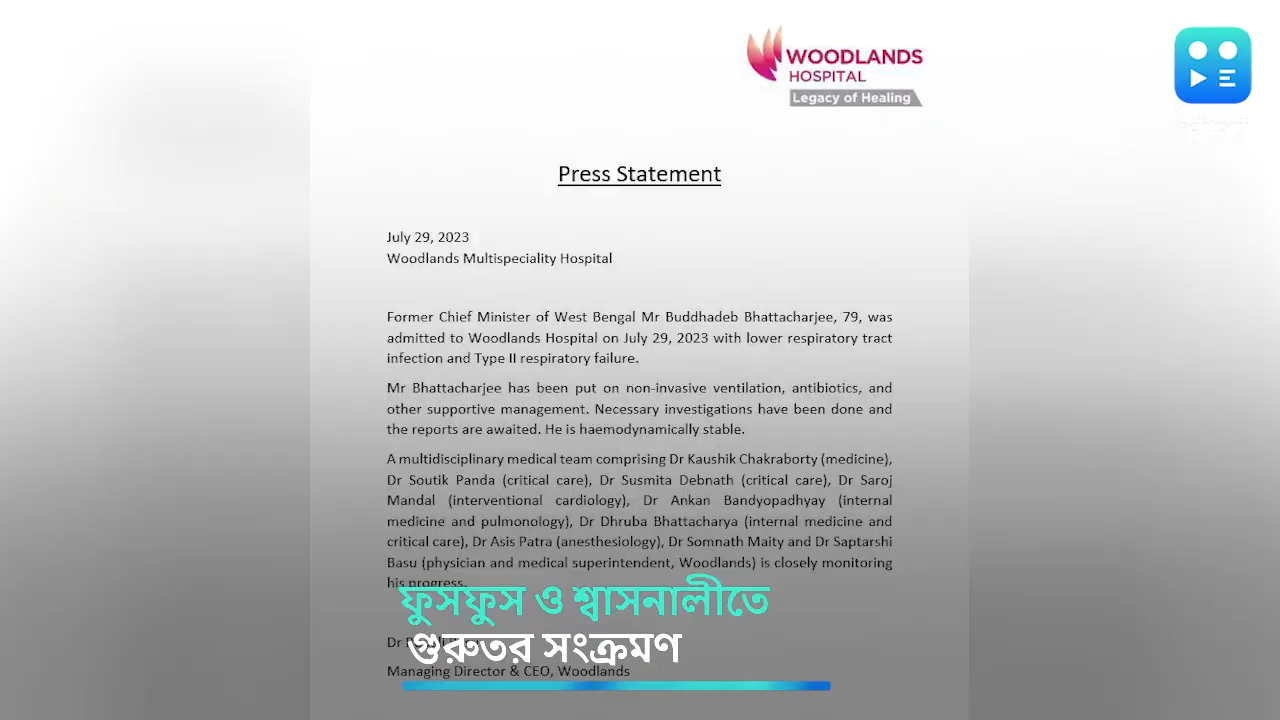 WOODLANDS
HOSPITAL
Legacy of Healing
Press Statement
July 29, 2023
Woodlands Multispeciality Hospital
Former Chief Minister of West Bengal Mr Buddhadeb Bhattacharjee, 79, was
admitted to Woodlands Hospital on July 29, 2023 with lower respiratory tract
infection and Type II respiratory failure.
Mr Bhattacharjee has been put on non-invasive ventilation, antibiotics, and
other supportive management. Necessary investigations have been done and
the reports are awaited. He is haemodynamically stable.
A multidisciplinary medical team comprising Dr Kaushik Chakraborty (medicine),
Dr Soutik Panda (critical care), Dr Susmita Debnath (critical care), Dr Saroj
Mandal (interventional cardiology), Dr Ankan Bandyopadhyay (internal
medicine and pulmonology), Dr Dhruba Bhattacharya (internal medicine and
critical care), Dr Asis Patra (anesthesiology), Dr Somnath Maity and Dr Saptarshi
Basu (physician and medical superintendent, Woodlands) is closely monitoring
his progress.
ফুসফুস ও শ্বাসনালীতে
Dr
গুরুতর সংক্রমণ
Managing Director & CEO, Woodlands